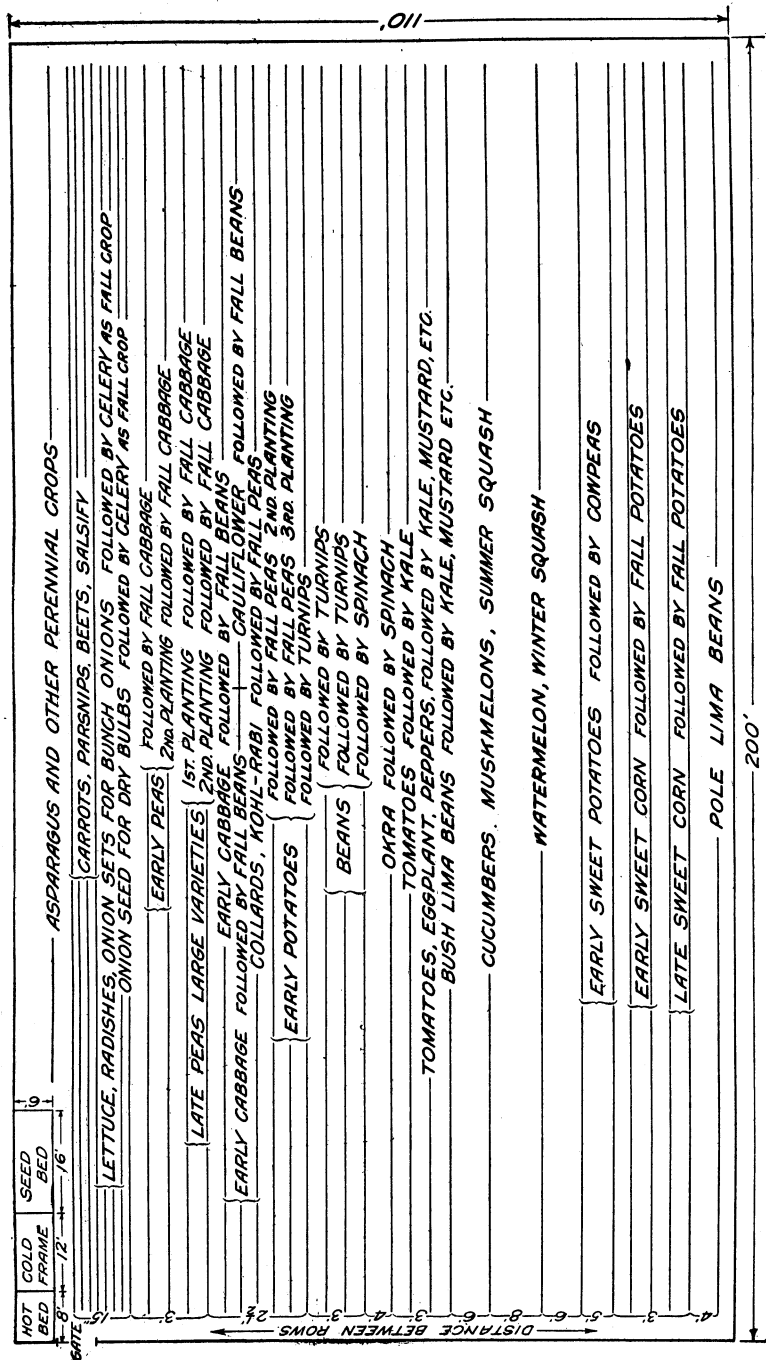 110'
HOT BED
COLD FRAME
SEED BED
6'
8'
12'
16'
GATE
ASPARAGUS AND OTHER PERENNIAL CROPS
CARROTS, PARSNIPS, BEETS, SALSIFY
LETTUCE, RADISHES, ONION SETS FOR BUNCH ONIONS FOLLOWED BY CELERY AS FALL CROP
ONION SEED FOR DRY BULBS FOLLOWED BY CELERY AS FALL CROP
EARLY PEAS
FOLLOWED BY FALL CABBAGE
2ND. PLANTING FOLLOWED BY FALL CABBAGE
LATE PEAS LARGE VARIETIES
1ST. PLANTING FOLLOWED BY FALL CABBAGE
2ND. PLANTING FOLLOWED BY FALL CABBAGE
EARLY CABBAGE FOLLOWED BY FALL BEANS
EARLY CABBAGE FOLLOWED BY FALL BEANS CAULIFLOWER FOLLOWED BY FALL BEANS
COLLARDS, KOHL-RABI FOLLOWED BY FALL PEAS
EARLY POTATOES
FOLLOWED BY FALL PEAS 2ND. PLANTING
FOLLOWED BY FALL PEAS 3RD. PLANTING
FOLLOWED BY TURNIPS
BEANS
FOLLOWED BY TURNIPS
FOLLOWED BY TURNIPS
FOLLOWED BY SPINACH
OKRA FOLLOWED BY SPINACH
TOMATOES FOLLOWED BY KALE
TOMATOES, EGGPLANT, PEPPERS, FOLLOWED BY KALE, MUSTARD, ETC.
BUSH LIMA BEANS FOLLOWED BY KALE, MUSTARD ETC.
CUCUMBERS, MUSKMELONS, SUMMER SQUASH
WATERMELON, WINTER SQUASH
EARLY SWEET POTATOES FOLLOWED BY COWPEAS
EARLY SWEET CORN FOLLOWED BY FALL POTATOES
LATE SWEET CORN FOLLOWED BY FALL POTATOES
POLE LIMA BEANS
15"
3'
2½'
3'
4'
3'
6'
8'
6'
5'
3'
4'
DISTANCE BETWEEN ROWS
200'